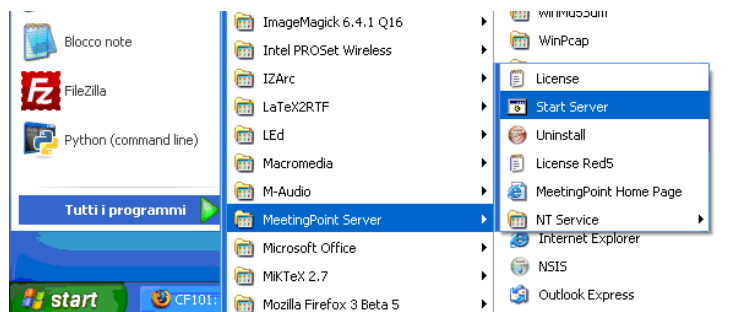 Blocco note
FileZilla
Python (command line)
Tutti i programmi
start
CF101:
ImageMagick 6.4.1 Q16
Intel PROSet Wireless
IZArc
LaTeX2RTF
LEd
Macromedia
M-Audio
MeetingPoint Server
Microsoft Office
MiKTeX 2.7
Mozilla Firefox 3 Beta 5
WinMd5Sum
WinPcap
License
Start Server
Uninstall
License Red5
MeetingPoint Home Page
NT Service
Internet Explorer
NSIS
Outlook Express